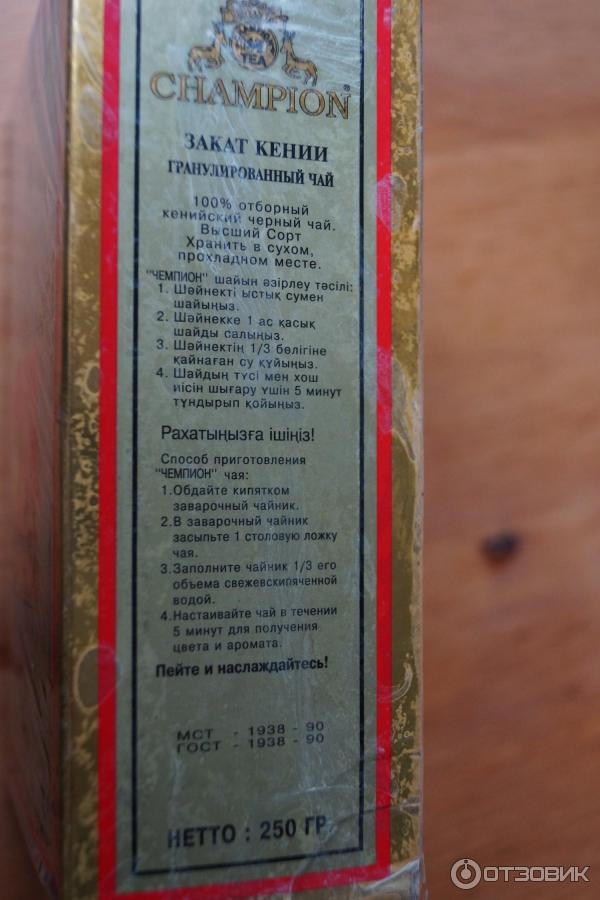 TEA
CHAMPION®
ЗАКАТ КЕНИИ
ГРАНУЛИРОВАННЫЙ ЧАЙ
100% отборный
кенийский черный чай.
Высший Сорт
Хранить в сухом,
прохладном месте.
"ЧЕМПИОН" шайын әзірлеу тәсілі:
1. Шәйнекті ыстық сумен
шайыңыз.
2. Шәйнекке 1 ас қасық
шайды салыңыз.
3. Шәйнектің 1/3 бөлігіне
қайнаған су құйыңыз.
4. Шайдың түсі мен хош
иісін шығару үшін 5 минут
тұндырып қойыңыз.
Рахатыңызға ішіңіз!
Способ приготовления
"ЧЕМПИОН" чая:
1.Обдайте кипятком
заварочный чайник.
2.В заварочный чайник
засыпьте 1 столовую ложку
чая.
3.Заполните чайник 1/3 его
объема свежевскипяченной
водой.
4.Настаивайте чай в течении
5 минут для получения
цвета и аромата.
Пейте и наслаждайтесь!
МСТ - 1938 - 90
ГОСТ - 1938 - 90
НЕТТО : 250 ГР.
ОТЗОВИК